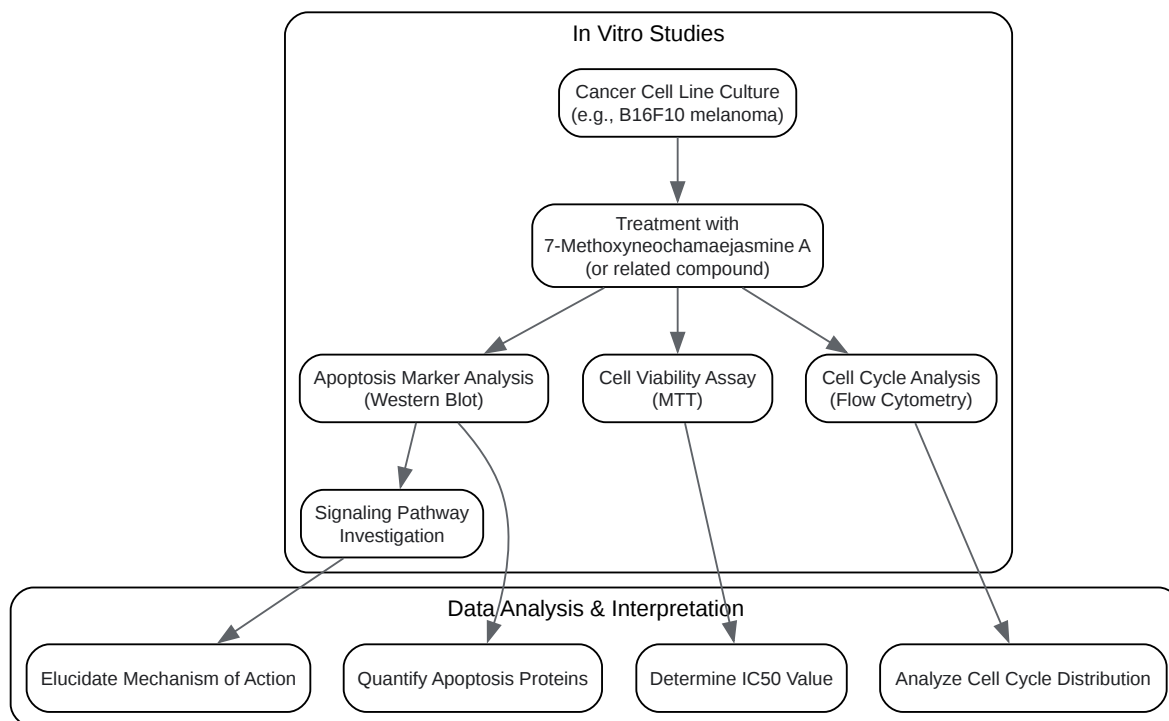 In Vitro Studies
Cancer Cell Line Culture
(e.g., B16F10 melanoma)
Treatment with
7-Methoxyneochamaejasmine A
(or related compound)
Apoptosis Marker Analysis
(Western Blot)
Cell Viability Assay
(MTT)
Cell Cycle Analysis
(Flow Cytometry)
Signaling Pathway
Investigation
Data Analysis & Interpretation
Elucidate Mechanism of Action
Quantify Apoptosis Proteins
Determine IC50 Value
Analyze Cell Cycle Distribution